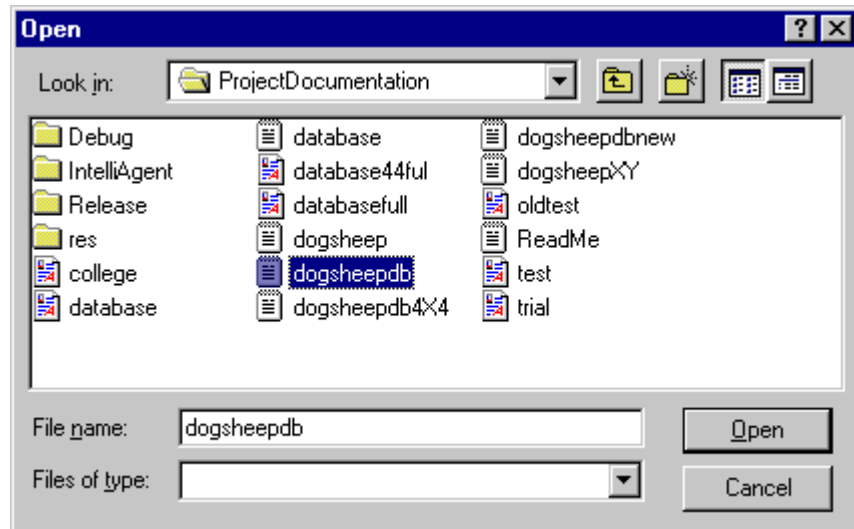 Open
Look in: ProjectDocumentation
Debug database dogsheepdbnew
IntelliAgent database44ful dogsheepXY
Release databasefull oldtest
res dogsheep ReadMe
college dogsheepdb test
database dogsheepdb4X4 trial
File name: dogsheepdb Open
Files of type: Cancel